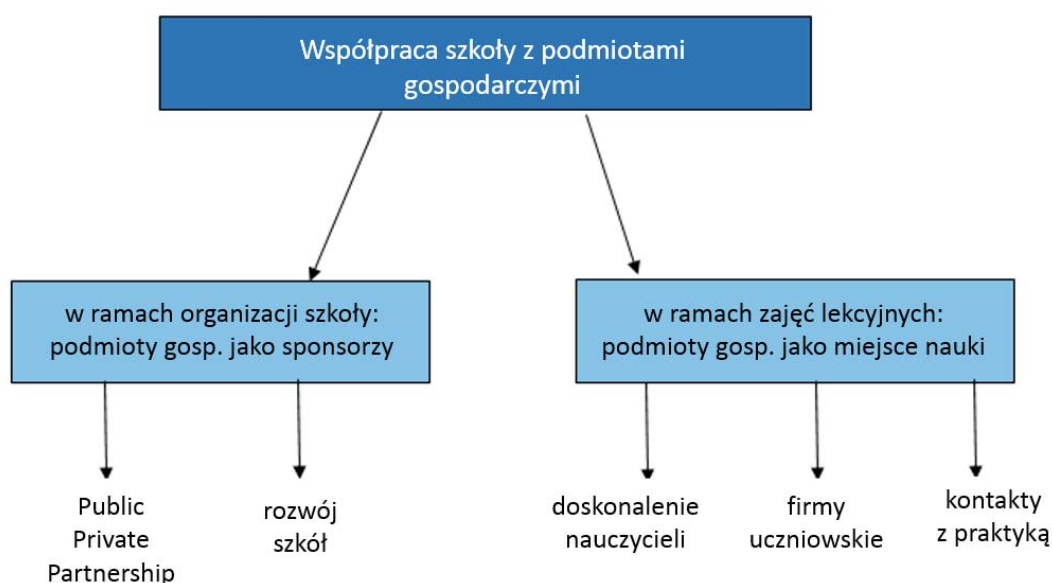 Współpraca szkoły z podmiotami
gospodarczymi
w ramach organizacji szkoły:
podmioty gosp. jako sponsorzy
w ramach zajęć lekcyjnych:
podmioty gosp. jako miejsce nauki
Public
Private
Partnership
rozwój
szkół
doskonalenie
nauczycieli
firmy
uczniowskie
kontakty
z praktyką